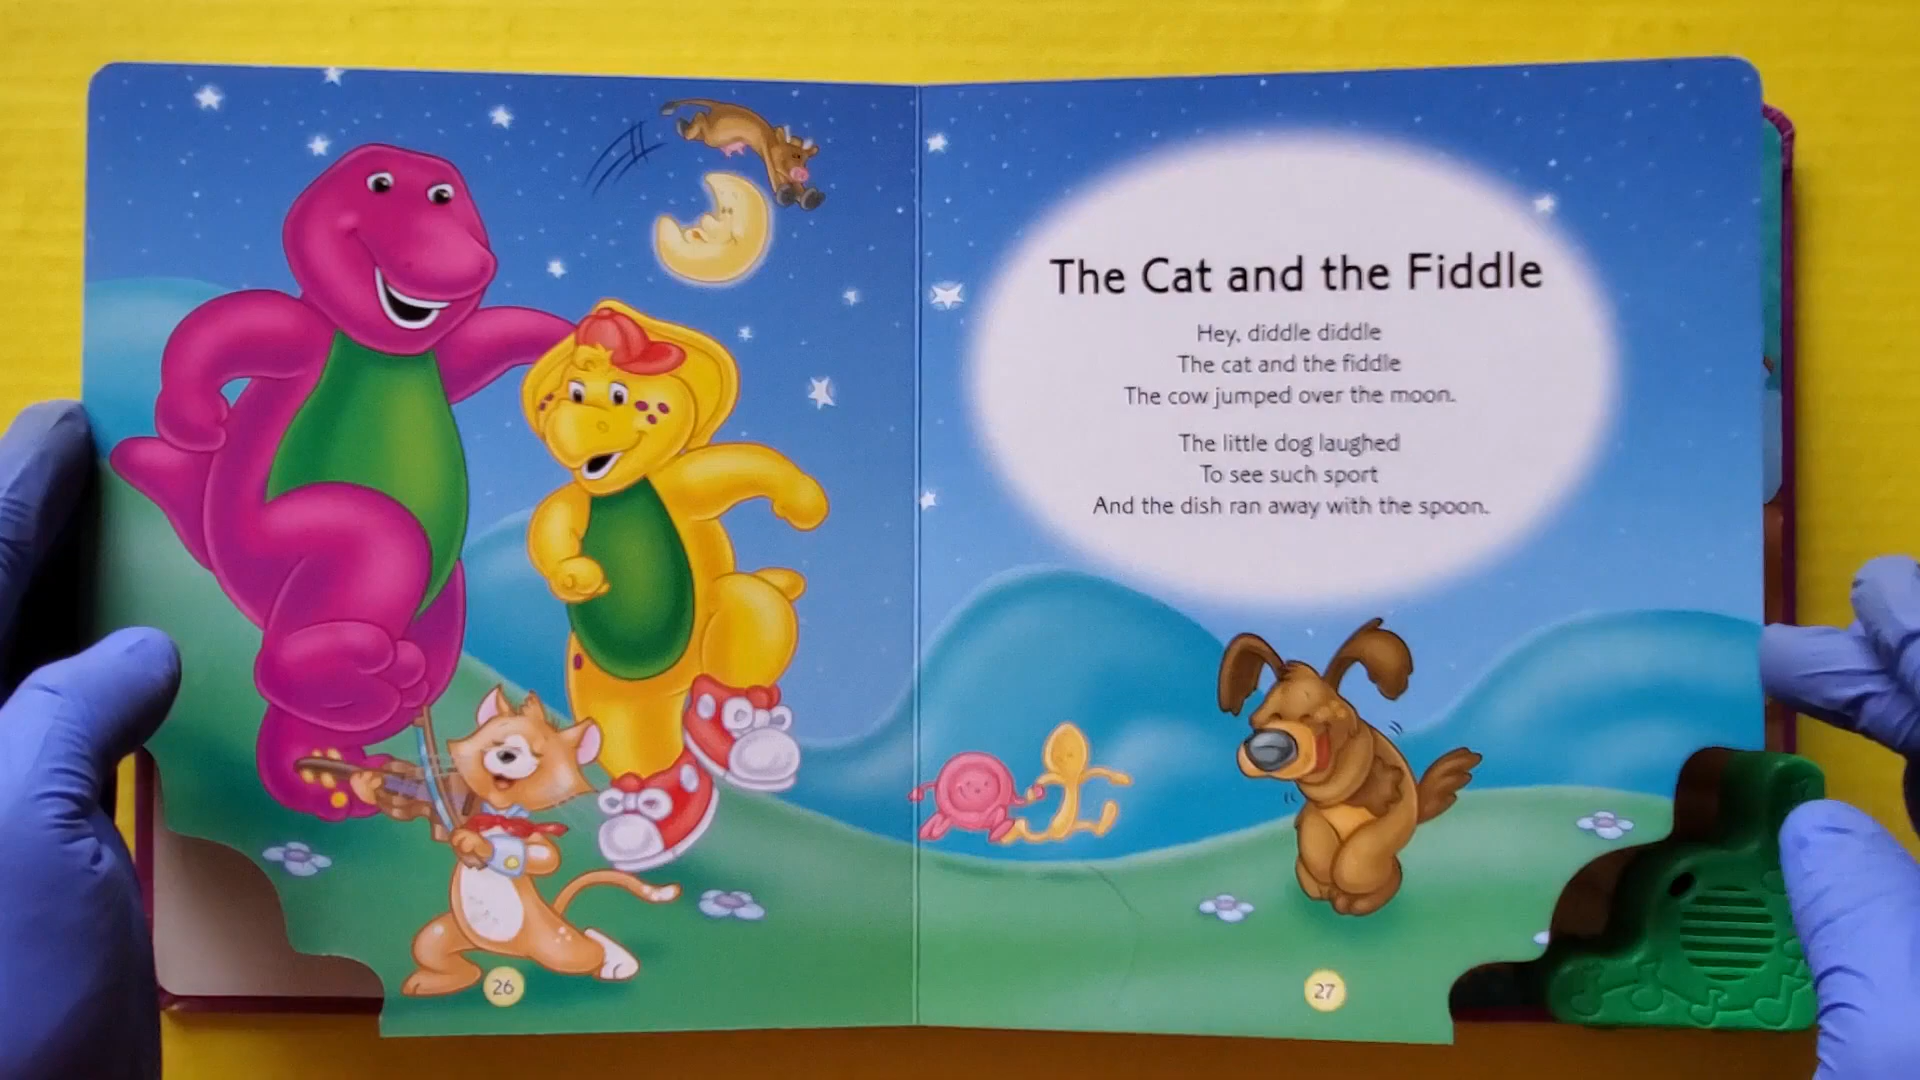 The Cat and the Fiddle
Hey, diddle diddle
The cat and the fiddle
The cow jumped over the moon.
The little dog laughed
To see such sport
And the dish ran away with the spoon.
26
27